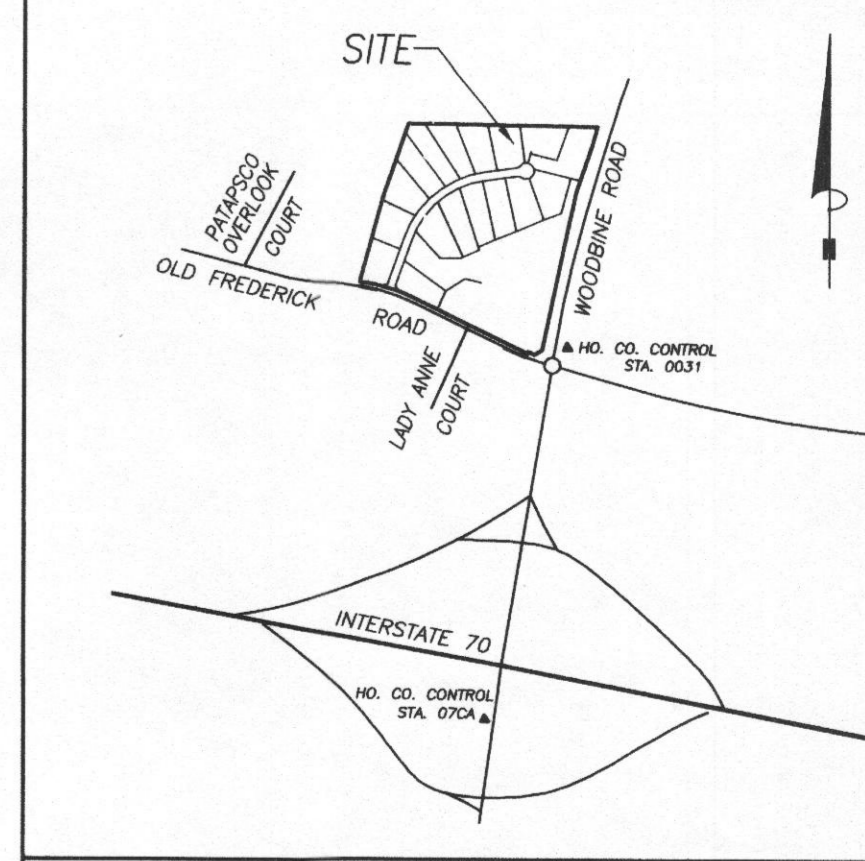 SITE
PATAPSCO
OVERLOOK
COURT
WOODBINE ROAD
OLD FREDERICK
ROAD
HO. CO. CONTROL
STA. 0031
LADY ANNE
COURT
INTERSTATE 70
HO. CO. CONTROL
STA. 07CA